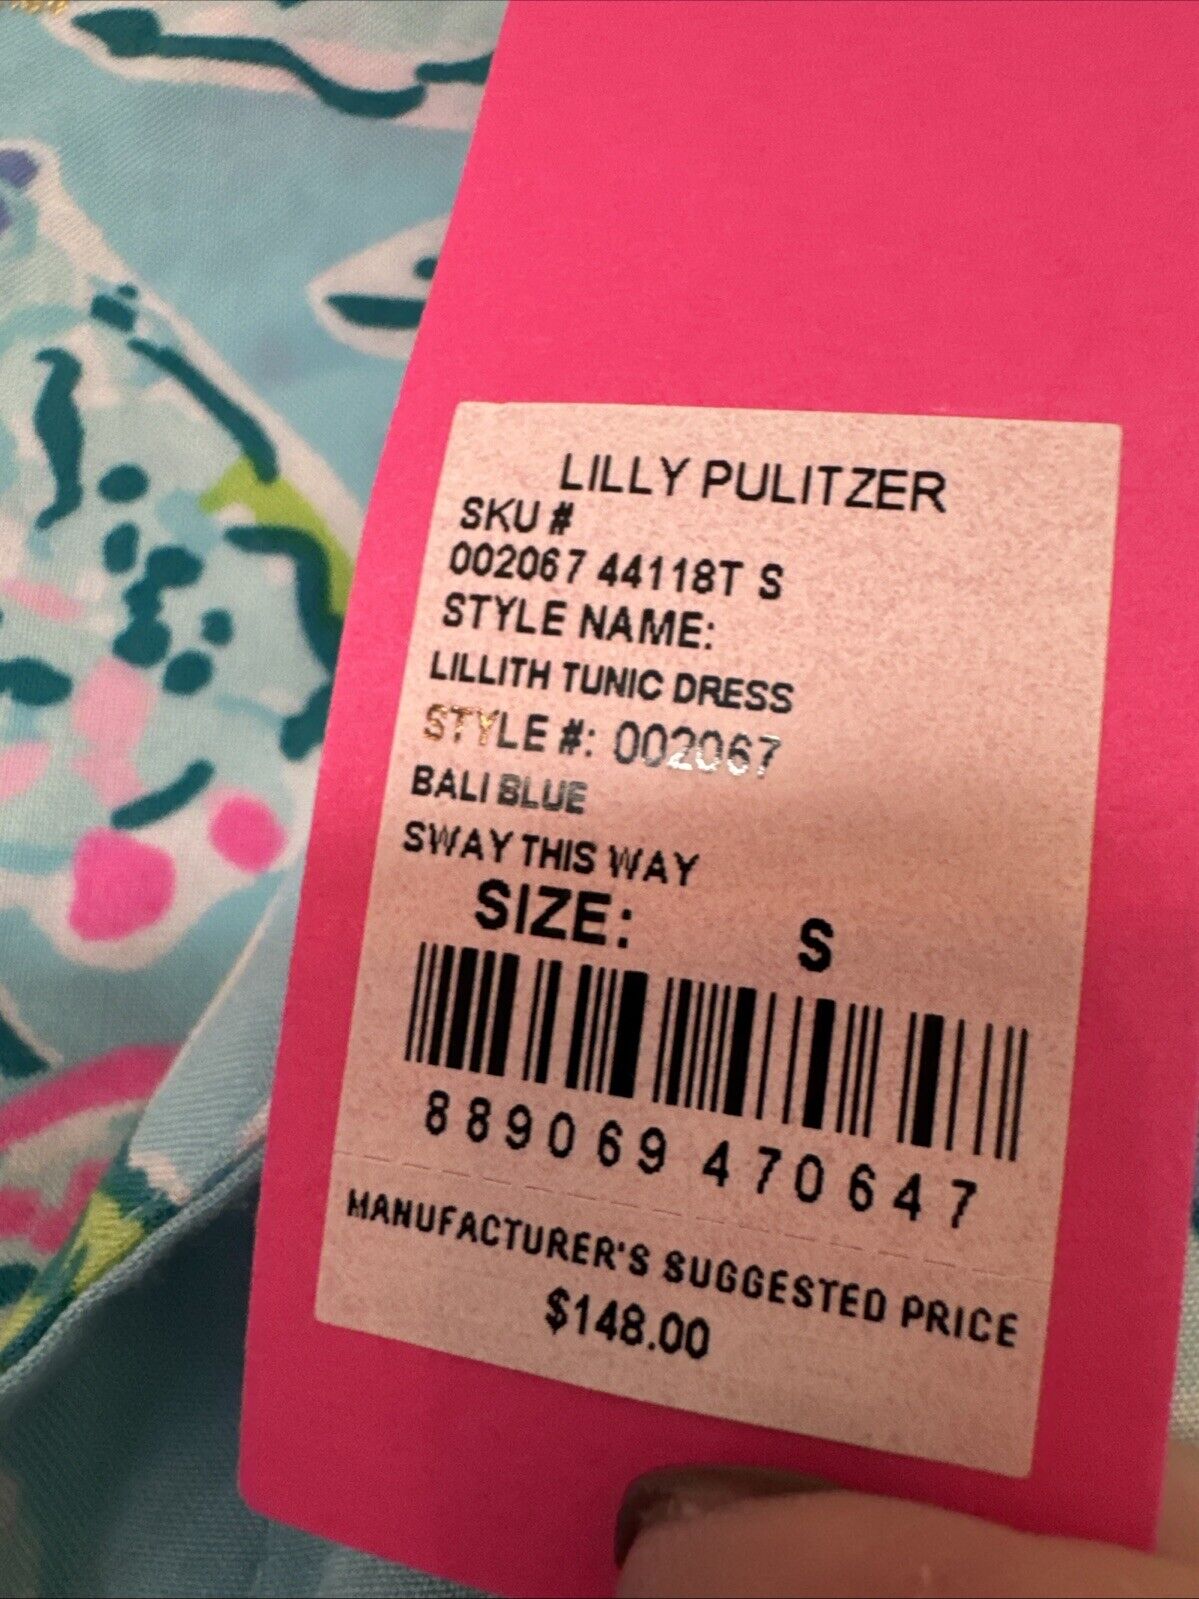 LILLY PULITZER
SKU #
002067 44118T S
STYLE NAME:
LILLITH TUNIC DRESS
STYLE #: 002067
BALI BLUE
SWAY THIS WAY
SIZE: S
889069 470647
MANUFACTURER'S SUGGESTED PRICE
$148.00